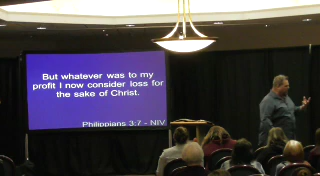 But whatever was to my
profit I now consider loss for
the sake of Christ.
Philippians 3:7 - NIV